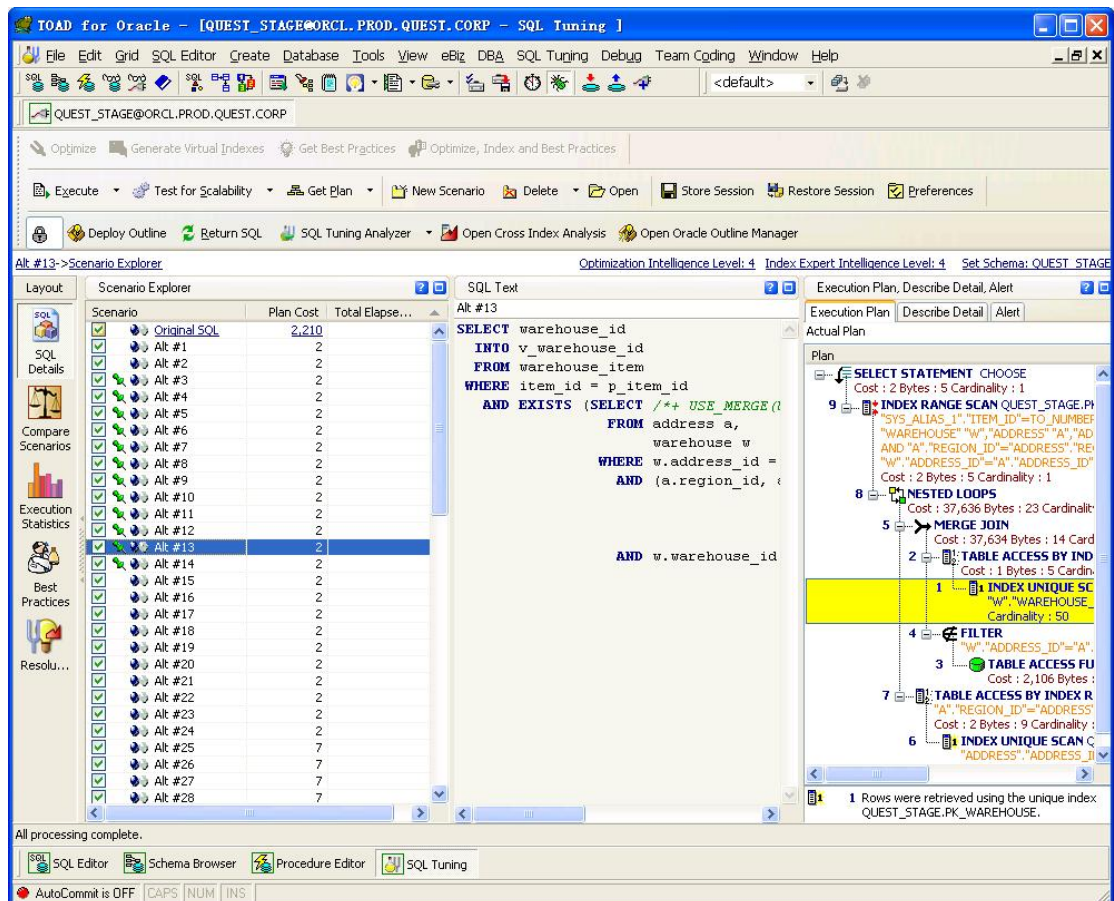 TOAD for Oracle - [QUEST_STAGE@ORCL.PROD.QUEST.CORP - SQL Tuning ]
File Edit Grid SQL Editor Create Database Tools View eBiz DBA SQL Tuning Debug Team Coding Window Help
<default>
QUEST_STAGE@ORCL.PROD.QUEST.CORP
Optimize Generate Virtual Indexes Get Best Practices Optimize, Index and Best Practices
Execute Test for Scalability Get Plan New Scenario Delete Open Store Session Restore Session Preferences
Deploy Outline Return SQL SQL Tuning Analyzer Open Cross Index Analysis Open Oracle Outline Manager
Alt #13->Scenario Explorer Optimization Intelligence Level: 4 Index Expert Intelligence Level: 4 Set Schema: QUEST_STAGE
Layout
SQL Details
Compare Scenarios
Execution Statistics
Best Practices
Resolu...
Scenario Explorer
Scenario Plan Cost Total Elapse...
Original SQL 2,210
Alt #1 2
Alt #2 2
Alt #3 2
Alt #4 2
Alt #5 2
Alt #6 2
Alt #7 2
Alt #8 2
Alt #9 2
Alt #10 2
Alt #11 2
Alt #12 2
Alt #13 2
Alt #14 2
Alt #15 2
Alt #16 2
Alt #17 2
Alt #18 2
Alt #19 2
Alt #20 2
Alt #21 2
Alt #22 2
Alt #23 2
Alt #24 2
Alt #25 7
Alt #26 7
Alt #27 7
Alt #28 7
SQL Text
Alt #13
SELECT warehouse_id
INTO v_warehouse_id
FROM warehouse_item
WHERE item_id = p_item_id
AND EXISTS (SELECT /*+ USE_MERGE(
FROM address a,
warehouse w
WHERE w.address_id =
AND (a.region_id,
AND w.warehouse_id
Execution Plan, Describe Detail, Alert
Execution Plan Describe Detail Alert
Actual Plan
Plan
SELECT STATEMENT CHOOSE
Cost : 2 Bytes : 5 Cardinality : 1
9 INDEX RANGE SCAN QUEST_STAGE.P
"SYS_ALIAS_1"."ITEM_ID"=TO_NUMBER
"WAREHOUSE" "W","ADDRESS" "A","AD
AND "A"."REGION_ID"="ADDRESS"."RE
"W"."ADDRESS_ID"="A"."ADDRESS_ID"
Cost : 2 Bytes : 5 Cardinality : 1
8 NESTED LOOPS
Cost : 37,636 Bytes : 23 Cardinalit
5 MERGE JOIN
Cost : 37,634 Bytes : 14 Card
2 TABLE ACCESS BY IND
Cost : 1 Bytes : 5 Cardin
1 INDEX UNIQUE SC
"W"."WAREHOUSE_
Cardinality : 50
4 FILTER
"W"."ADDRESS_ID"="A".
3 TABLE ACCESS FU
Cost : 2,106 Bytes :
7 TABLE ACCESS BY INDEX R
"A"."REGION_ID"="ADDRESS"
Cost : 2 Bytes : 9 Cardinality :
6 INDEX UNIQUE SCAN
"ADDRESS"."ADDRESS_I
1 Rows were retrieved using the unique index
QUEST_STAGE.PK_WAREHOUSE.
All processing complete.
SQL Editor Schema Browser Procedure Editor SQL Tuning
AutoCommit is OFF CAPS NUM INS